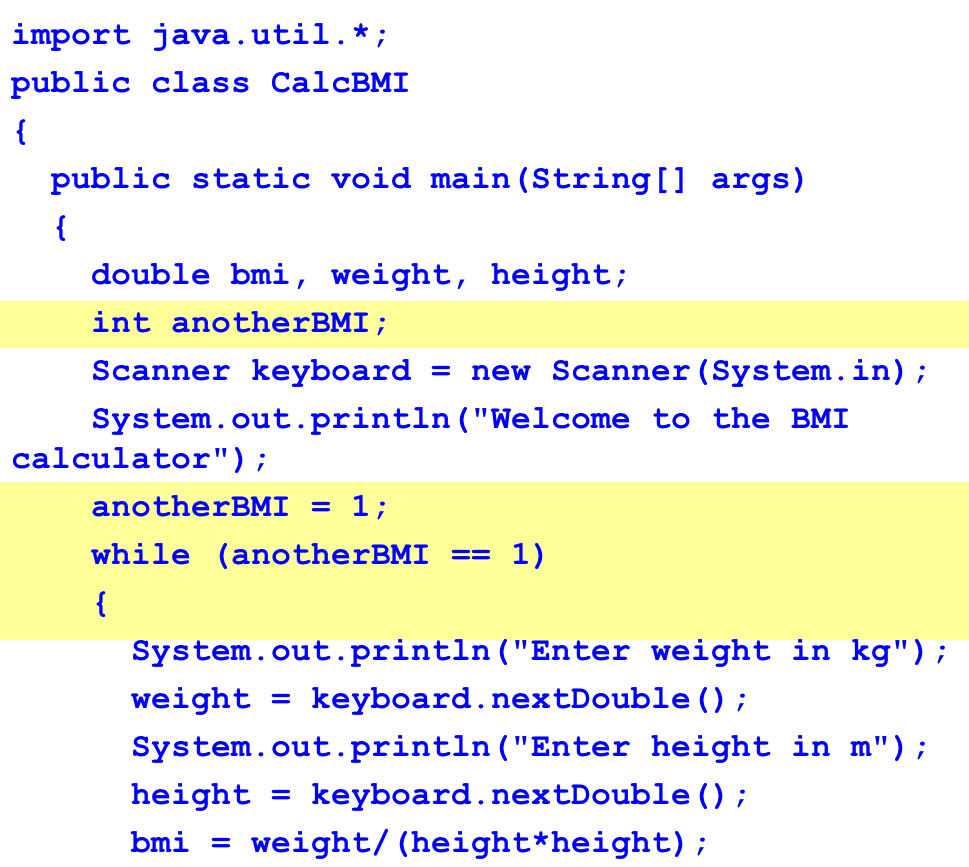 import java.util.*;
public class CalcBMI
{
  public static void main(String[] args)
  {
    double bmi, weight, height;
    int anotherBMI;
    Scanner keyboard = new Scanner(System.in);
    System.out.println("Welcome to the BMI
calculator");
    anotherBMI = 1;
    while (anotherBMI == 1)
    {
      System.out.println("Enter weight in kg");
      weight = keyboard.nextDouble();
      System.out.println("Enter height in m");
      height = keyboard.nextDouble();
      bmi = weight/(height*height);